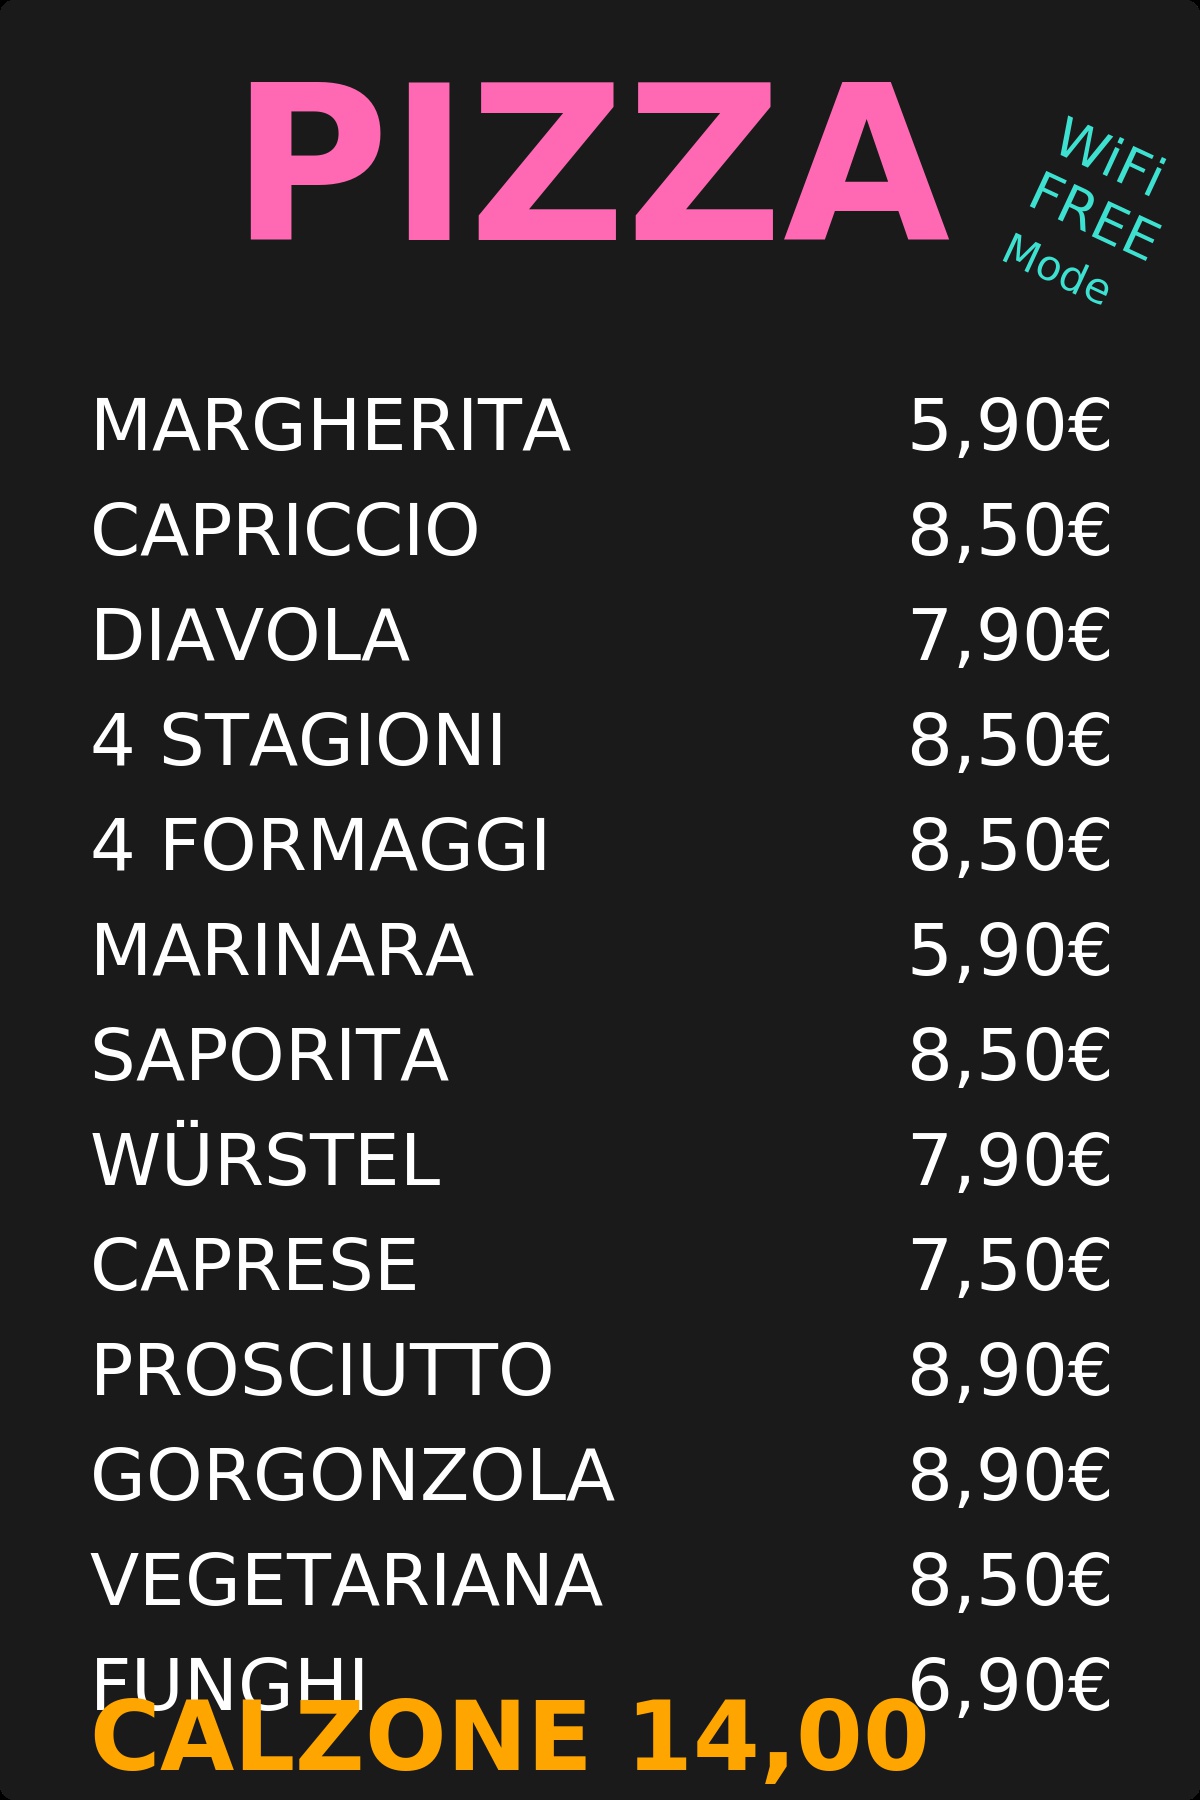 PIZZA
WiFi
FREE
Mode
MARGHERITA 5,90€
CAPRICCIO 8,50€
DIAVOLA 7,90€
4 STAGIONI 8,50€
4 FORMAGGI 8,50€
MARINARA 5,90€
SAPORITA 8,50€
WÜRSTEL 7,90€
CAPRESE 7,50€
PROSCIUTTO 8,90€
GORGONZOLA 8,90€
VEGETARIANA 8,50€
FUNGHI 6,90€
CALZONE 14,00